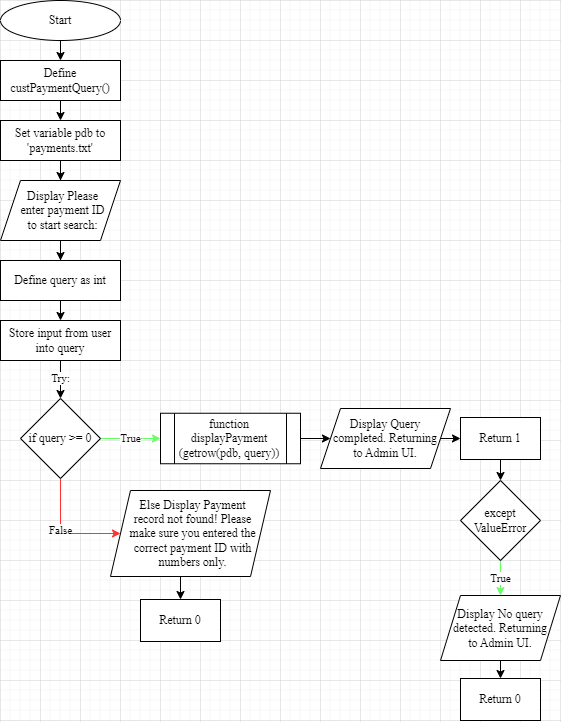 Start
Define
custPaymentQuery()
Set variable pdb to
'payments.txt'
Display Please
enter payment ID
to start search:
Define query as int
Store input from user
into query
Try:
if query >= 0
True
function
displayPayment
(getrow(pdb, query))
Display Query
completed. Returning
to Admin UI.
Return 1
except
ValueError
True
Display No query
detected. Returning
to Admin UI.
Return 0
False
Else Display Payment
record not found! Please
make sure you entered the
correct payment ID with
numbers only.
Return 0